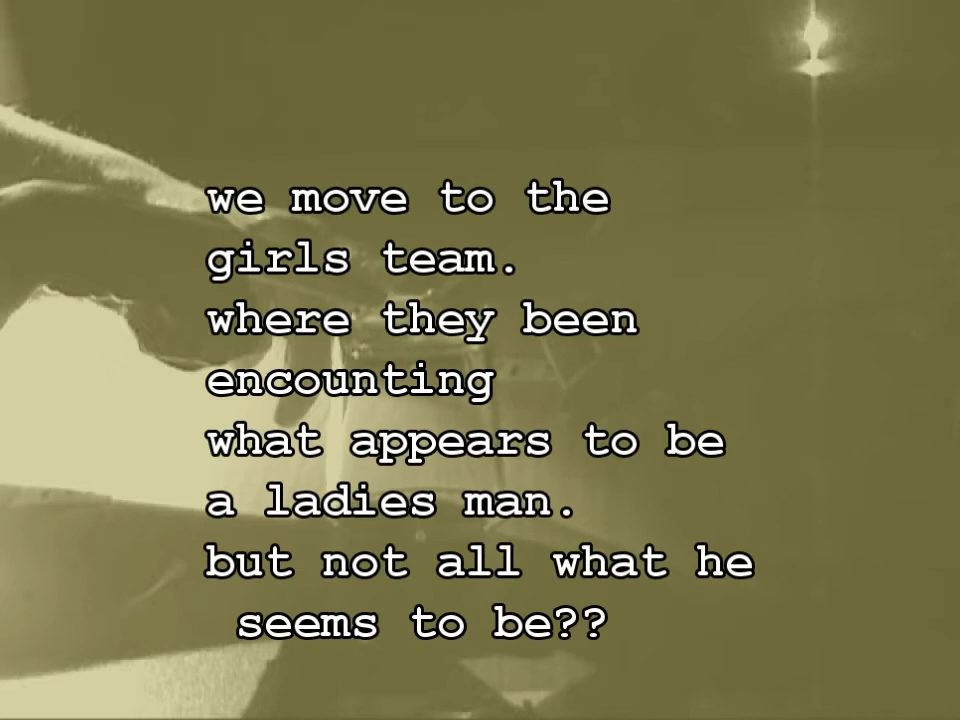 we move to the
girls team.
where they been
encounting
what appears to be
a ladies man.
but not all what he
seems to be??